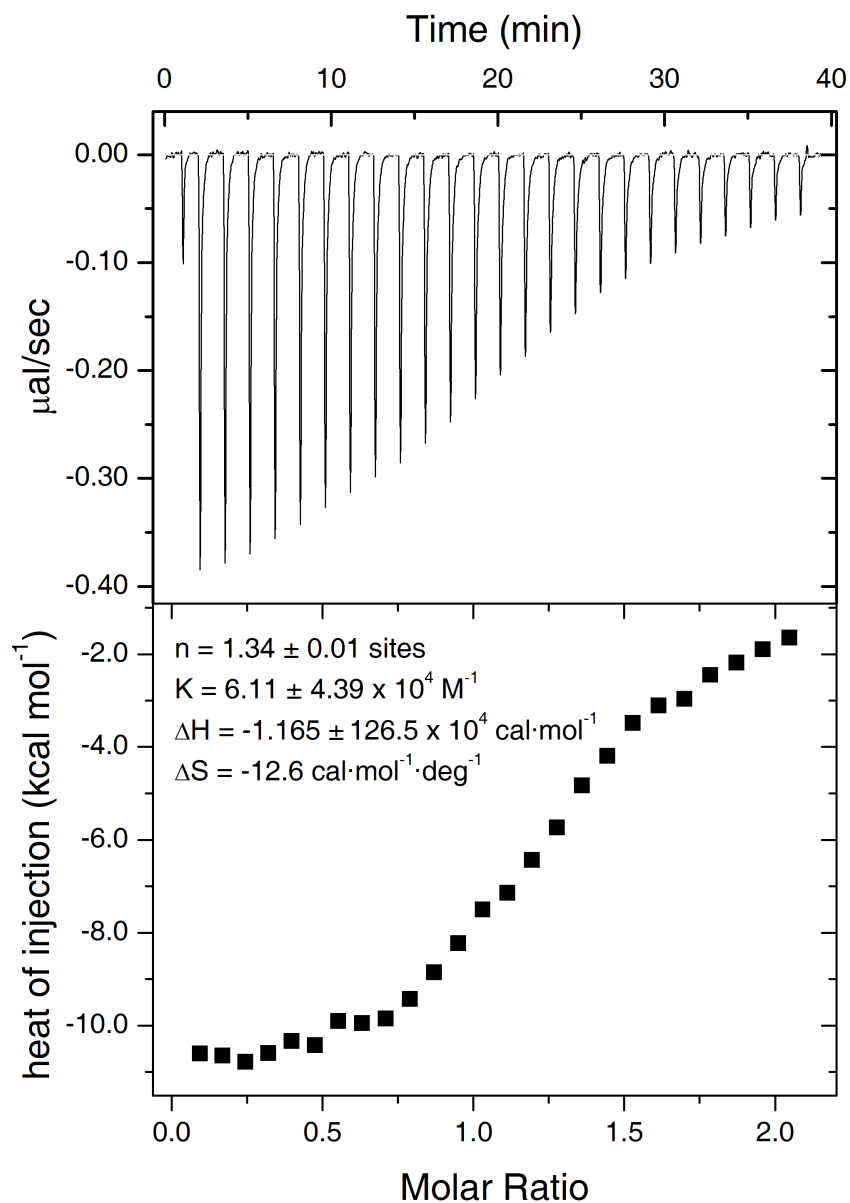 Time (min)
0 10 20 30 40
0.00
-0.10
-0.20
-0.30
-0.40
µal/sec
-2.0
-4.0
-6.0
-8.0
-10.0
heat of injection (kcal mol⁻¹)
n = 1.34 ± 0.01 sites
K = 6.11 ± 4.39 x 10⁴ M⁻¹
ΔH = -1.165 ± 126.5 x 10⁴ cal·mol⁻¹
ΔS = -12.6 cal·mol⁻¹·deg⁻¹
0.0 0.5 1.0 1.5 2.0
Molar Ratio